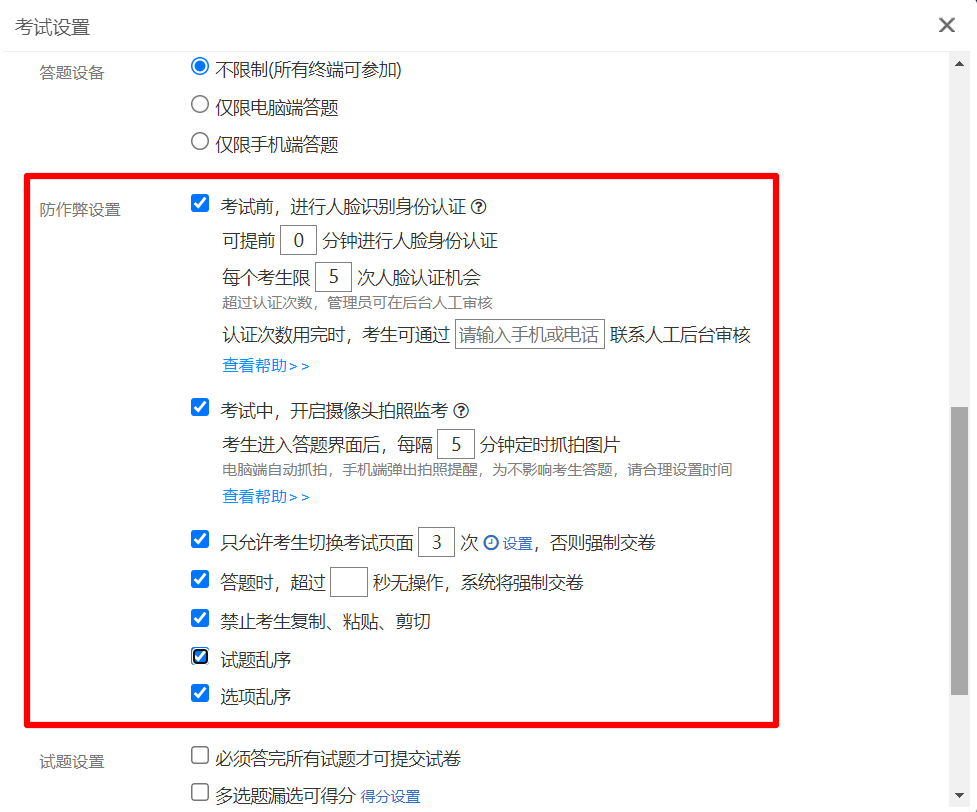 考试设置
答题设备
不限制(所有终端可参加)
仅限电脑端答题
仅限手机端答题
防作弊设置
考试前，进行人脸识别身份认证 ?
可提前 0 分钟进行人脸身份认证
每个考生限 5 次人脸认证机会
超过认证次数，管理员可在后台人工审核
认证次数用完时，考生可通过 请输入手机或电话 联系人工后台审核
查看帮助>>
考试中，开启摄像头拍照监考 ?
考生进入答题界面后，每隔 5 分钟定时抓拍图片
电脑端自动抓拍，手机端弹出拍照提醒，为不影响考生答题，请合理设置时间
查看帮助>>
只允许考生切换考试页面 3 次 设置，否则强制交卷
答题时，超过 秒无操作，系统将强制交卷
禁止考生复制、粘贴、剪切
试题乱序
选项乱序
试题设置
必须答完所有试题才可提交试卷
多选题漏选可得分 得分设置